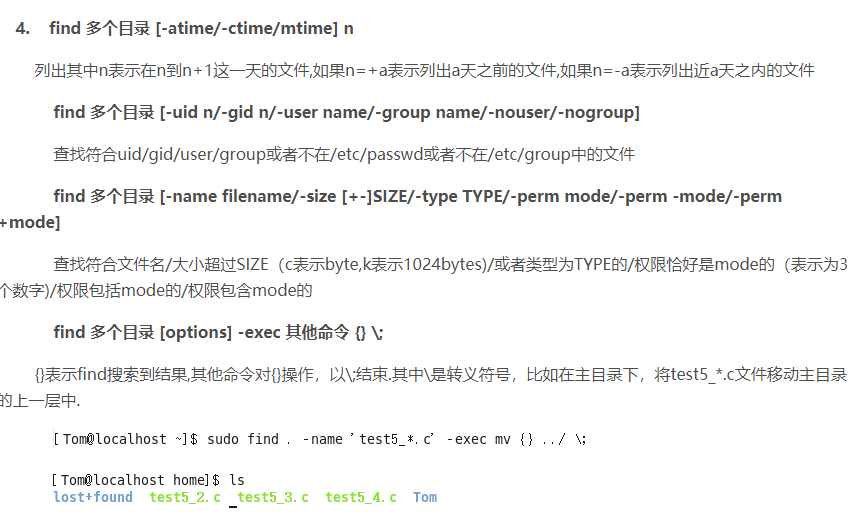 4. find 多个目录 [-atime/-ctime/mtime] n
列出其中n表示在n到n+1这一天的文件,如果n=+a表示列出a天之前的文件,如果n=-a表示列出近a天之内的文件
find 多个目录 [-uid n/-gid n/-user name/-group name/-nouser/-nogroup]
查找符合uid/gid/user/group或者不在/etc/passwd或者不在/etc/group中的文件
find 多个目录 [-name filename/-size [+-]SIZE/-type TYPE/-perm mode/-perm -mode/-perm
+mode]
查找符合文件名/大小超过SIZE（c表示byte,k表示1024bytes)/或者类型为TYPE的/权限恰好是mode的（表示为3
个数字)/权限包括mode的/权限包含mode的
find 多个目录 [options] -exec 其他命令 {} \;
{}表示find搜索到结果,其他命令对{}操作，以\;结束.其中\是转义符号，比如在主目录下，将test5_*.c文件移动主目录
的上一层中.
[Tom@localhost ~]$ sudo find . -name 'test5_*.c' -exec mv {} ../ \;
[Tom@localhost home]$ ls
lost+found test5_2.c test5_3.c test5_4.c Tom